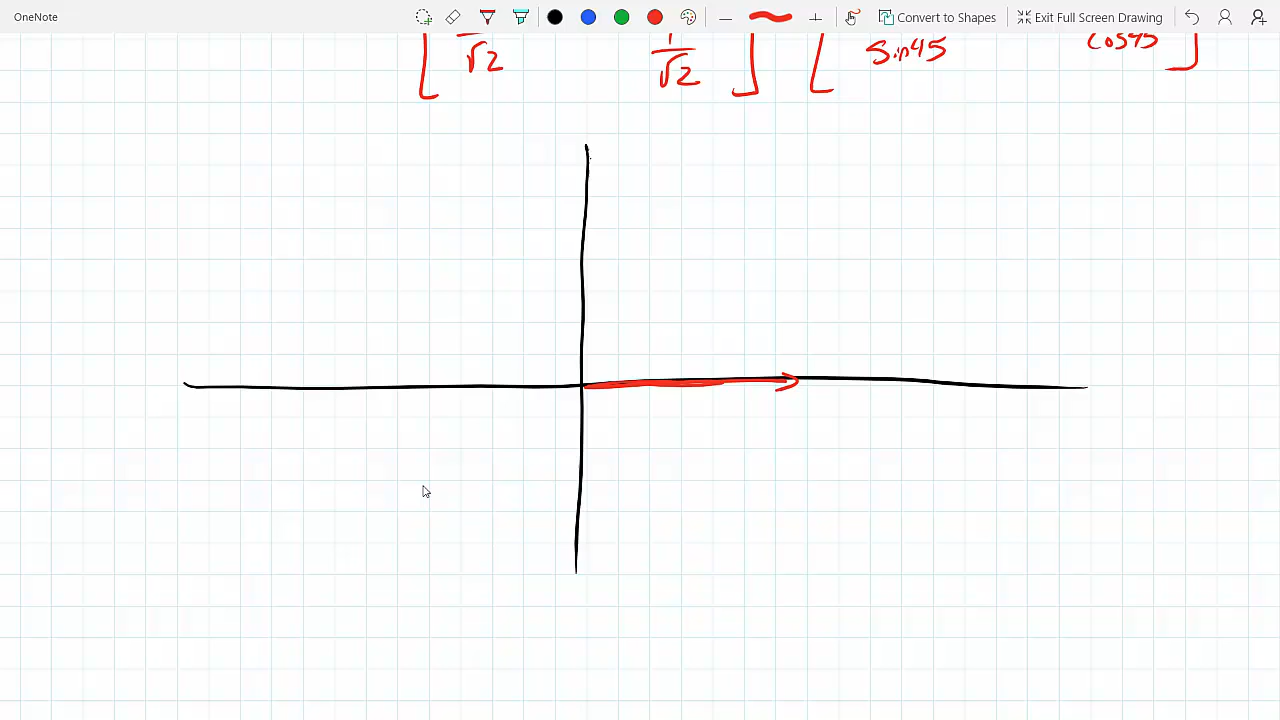 OneNote Convert to Shapes Exit Full Screen Drawing
√2 1/√2 sin45 cos45